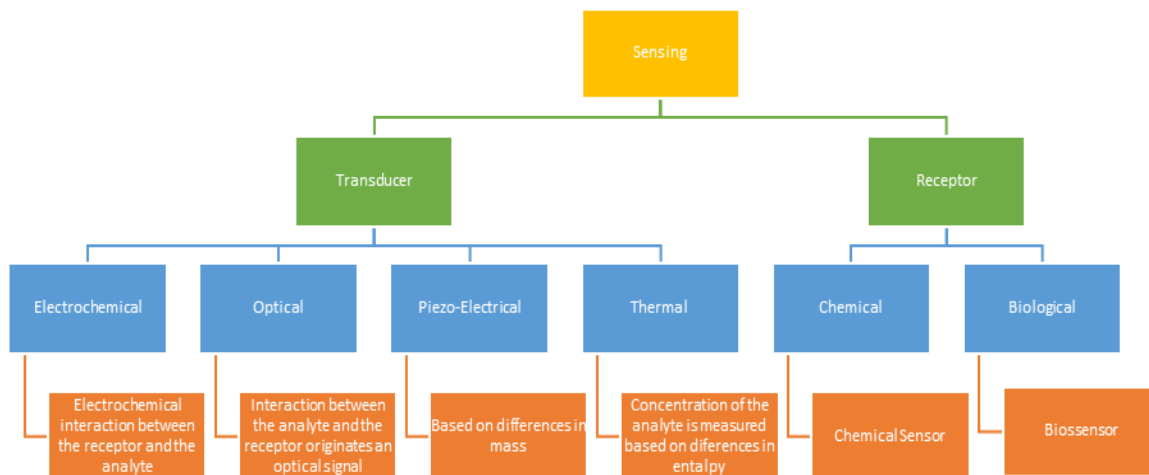 Sensing
Transducer
Receptor
Electrochemical
Optical
Piezo-Electrical
Thermal
Chemical
Biological
Electrochemical
interaction between
the receptor and the
analyte
Interaction between
the analyte and the
receptor originates an
optical signal
Based on differences in
mass
Concentration of the
analyte is measured
based on diferences in
entalpy
Chemical Sensor
Biossensor